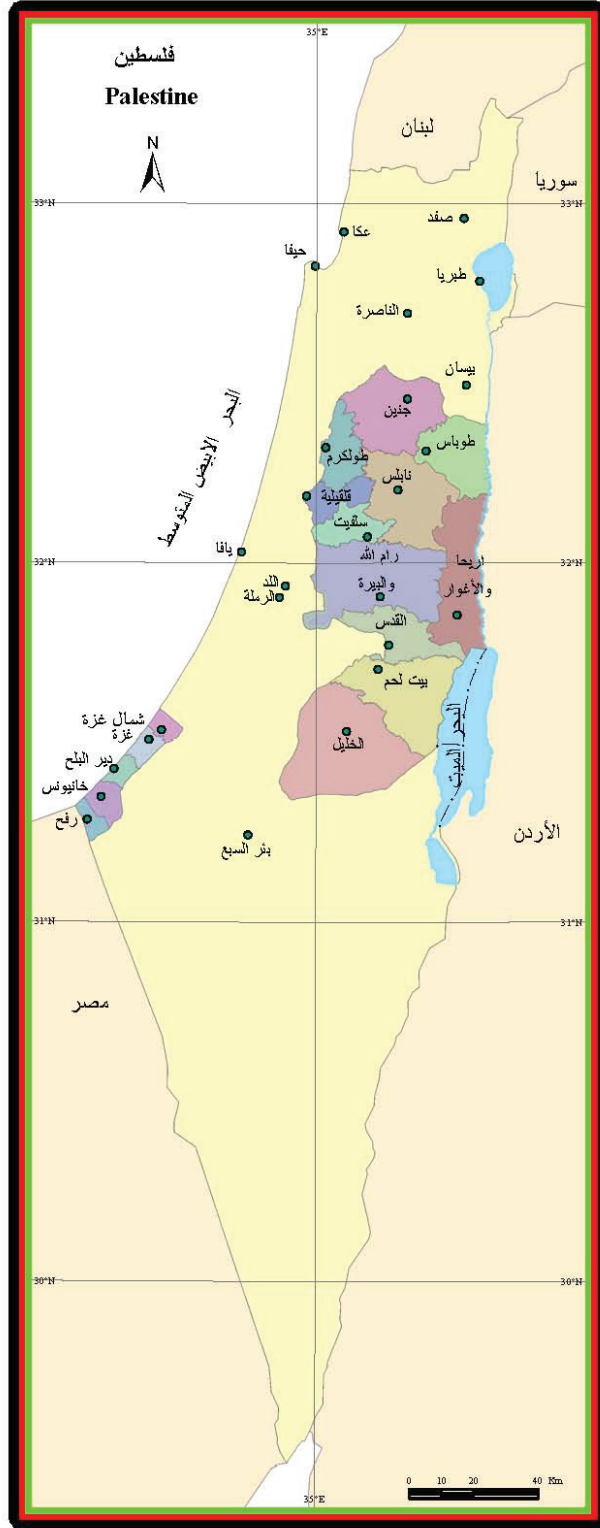 35°E
فلسطين
Palestine
N
لبنان
سوريا
33°N
33°N
صفد
عكا
حيفا
طبريا
الناصرة
بيسان
جنين
البحر الابيض المتوسط
طولكرم
طوباس
نابلس
قلقيلية
سلفيت
يافا
رام الله
والبيرة
اريحا
والأغوار
32°N
32°N
اللد
الرملة
القدس
بيت لحم
البحر الميت
الخليل
شمال غزة
غزة
دير البلح
خانيونس
رفح
بئر السبع
الأردن
31°N
31°N
مصر
30°N
30°N
0 10 20 40 Km
35°E